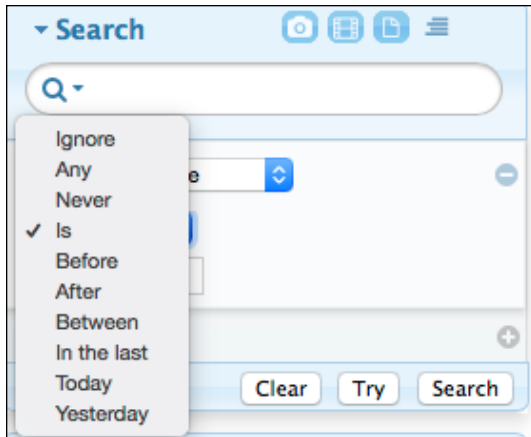 Search
Ignore
Any
Never
Is
Before
After
Between
In the last
Today
Yesterday
e
Clear
Try
Search